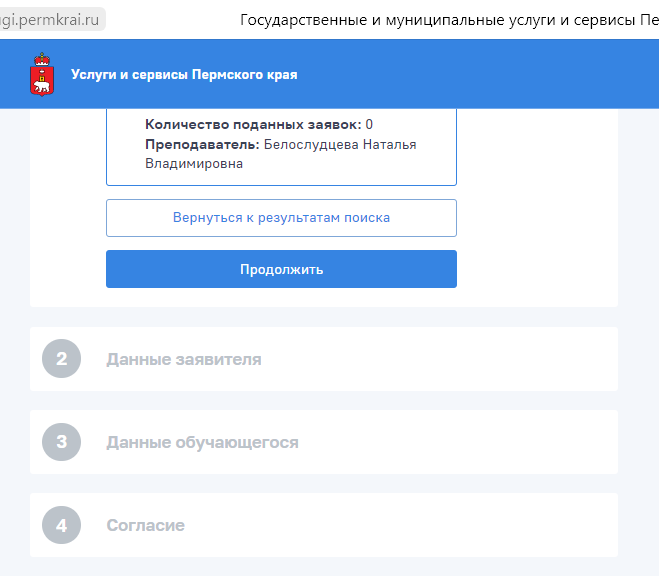 gi.permkrai.ru
Государственные и муниципальные услуги и сервисы Пе
Услуги и сервисы Пермского края
Количество поданных заявок: 0
Преподаватель: Белослудцева Наталья
Владимировна
Вернуться к результатам поиска
Продолжить
2 Данные заявителя
3 Данные обучающегося
4 Согласие